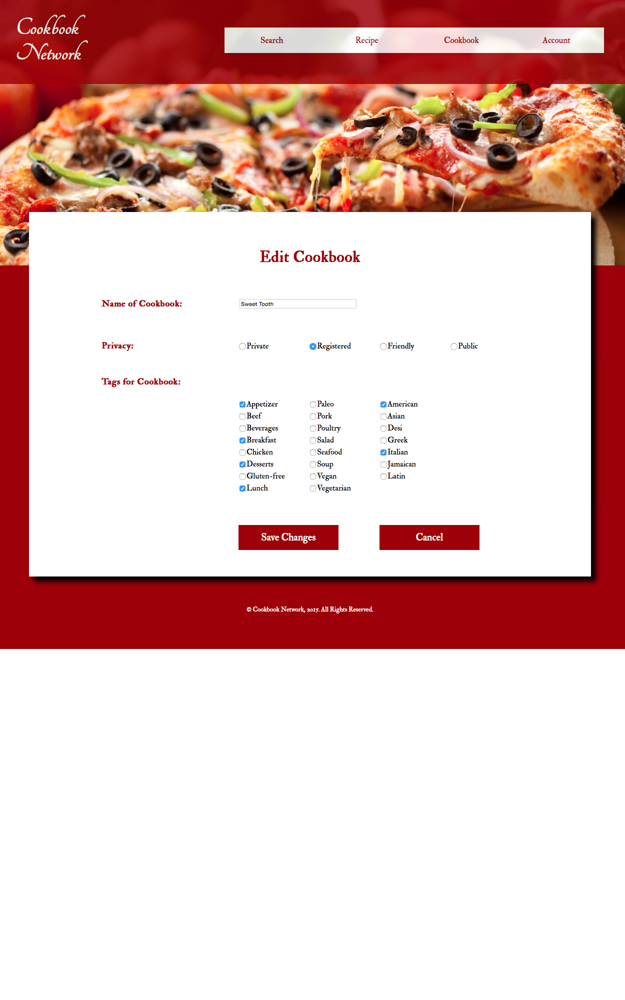 Cookbook
Network
Search Recipe Cookbook Account
Edit Cookbook
Name of Cookbook: Sweet Tooth
Privacy: Private Registered Friendly Public
Tags for Cookbook:
Appetizer Paleo American
Beef Pork Asian
Beverages Poultry Desi
Breakfast Salad Greek
Chicken Seafood Italian
Desserts Soup Jamaican
Gluten-free Vegan Latin
Lunch Vegetarian
Save Changes Cancel
© Cookbook Network, 2015. All Rights Reserved.